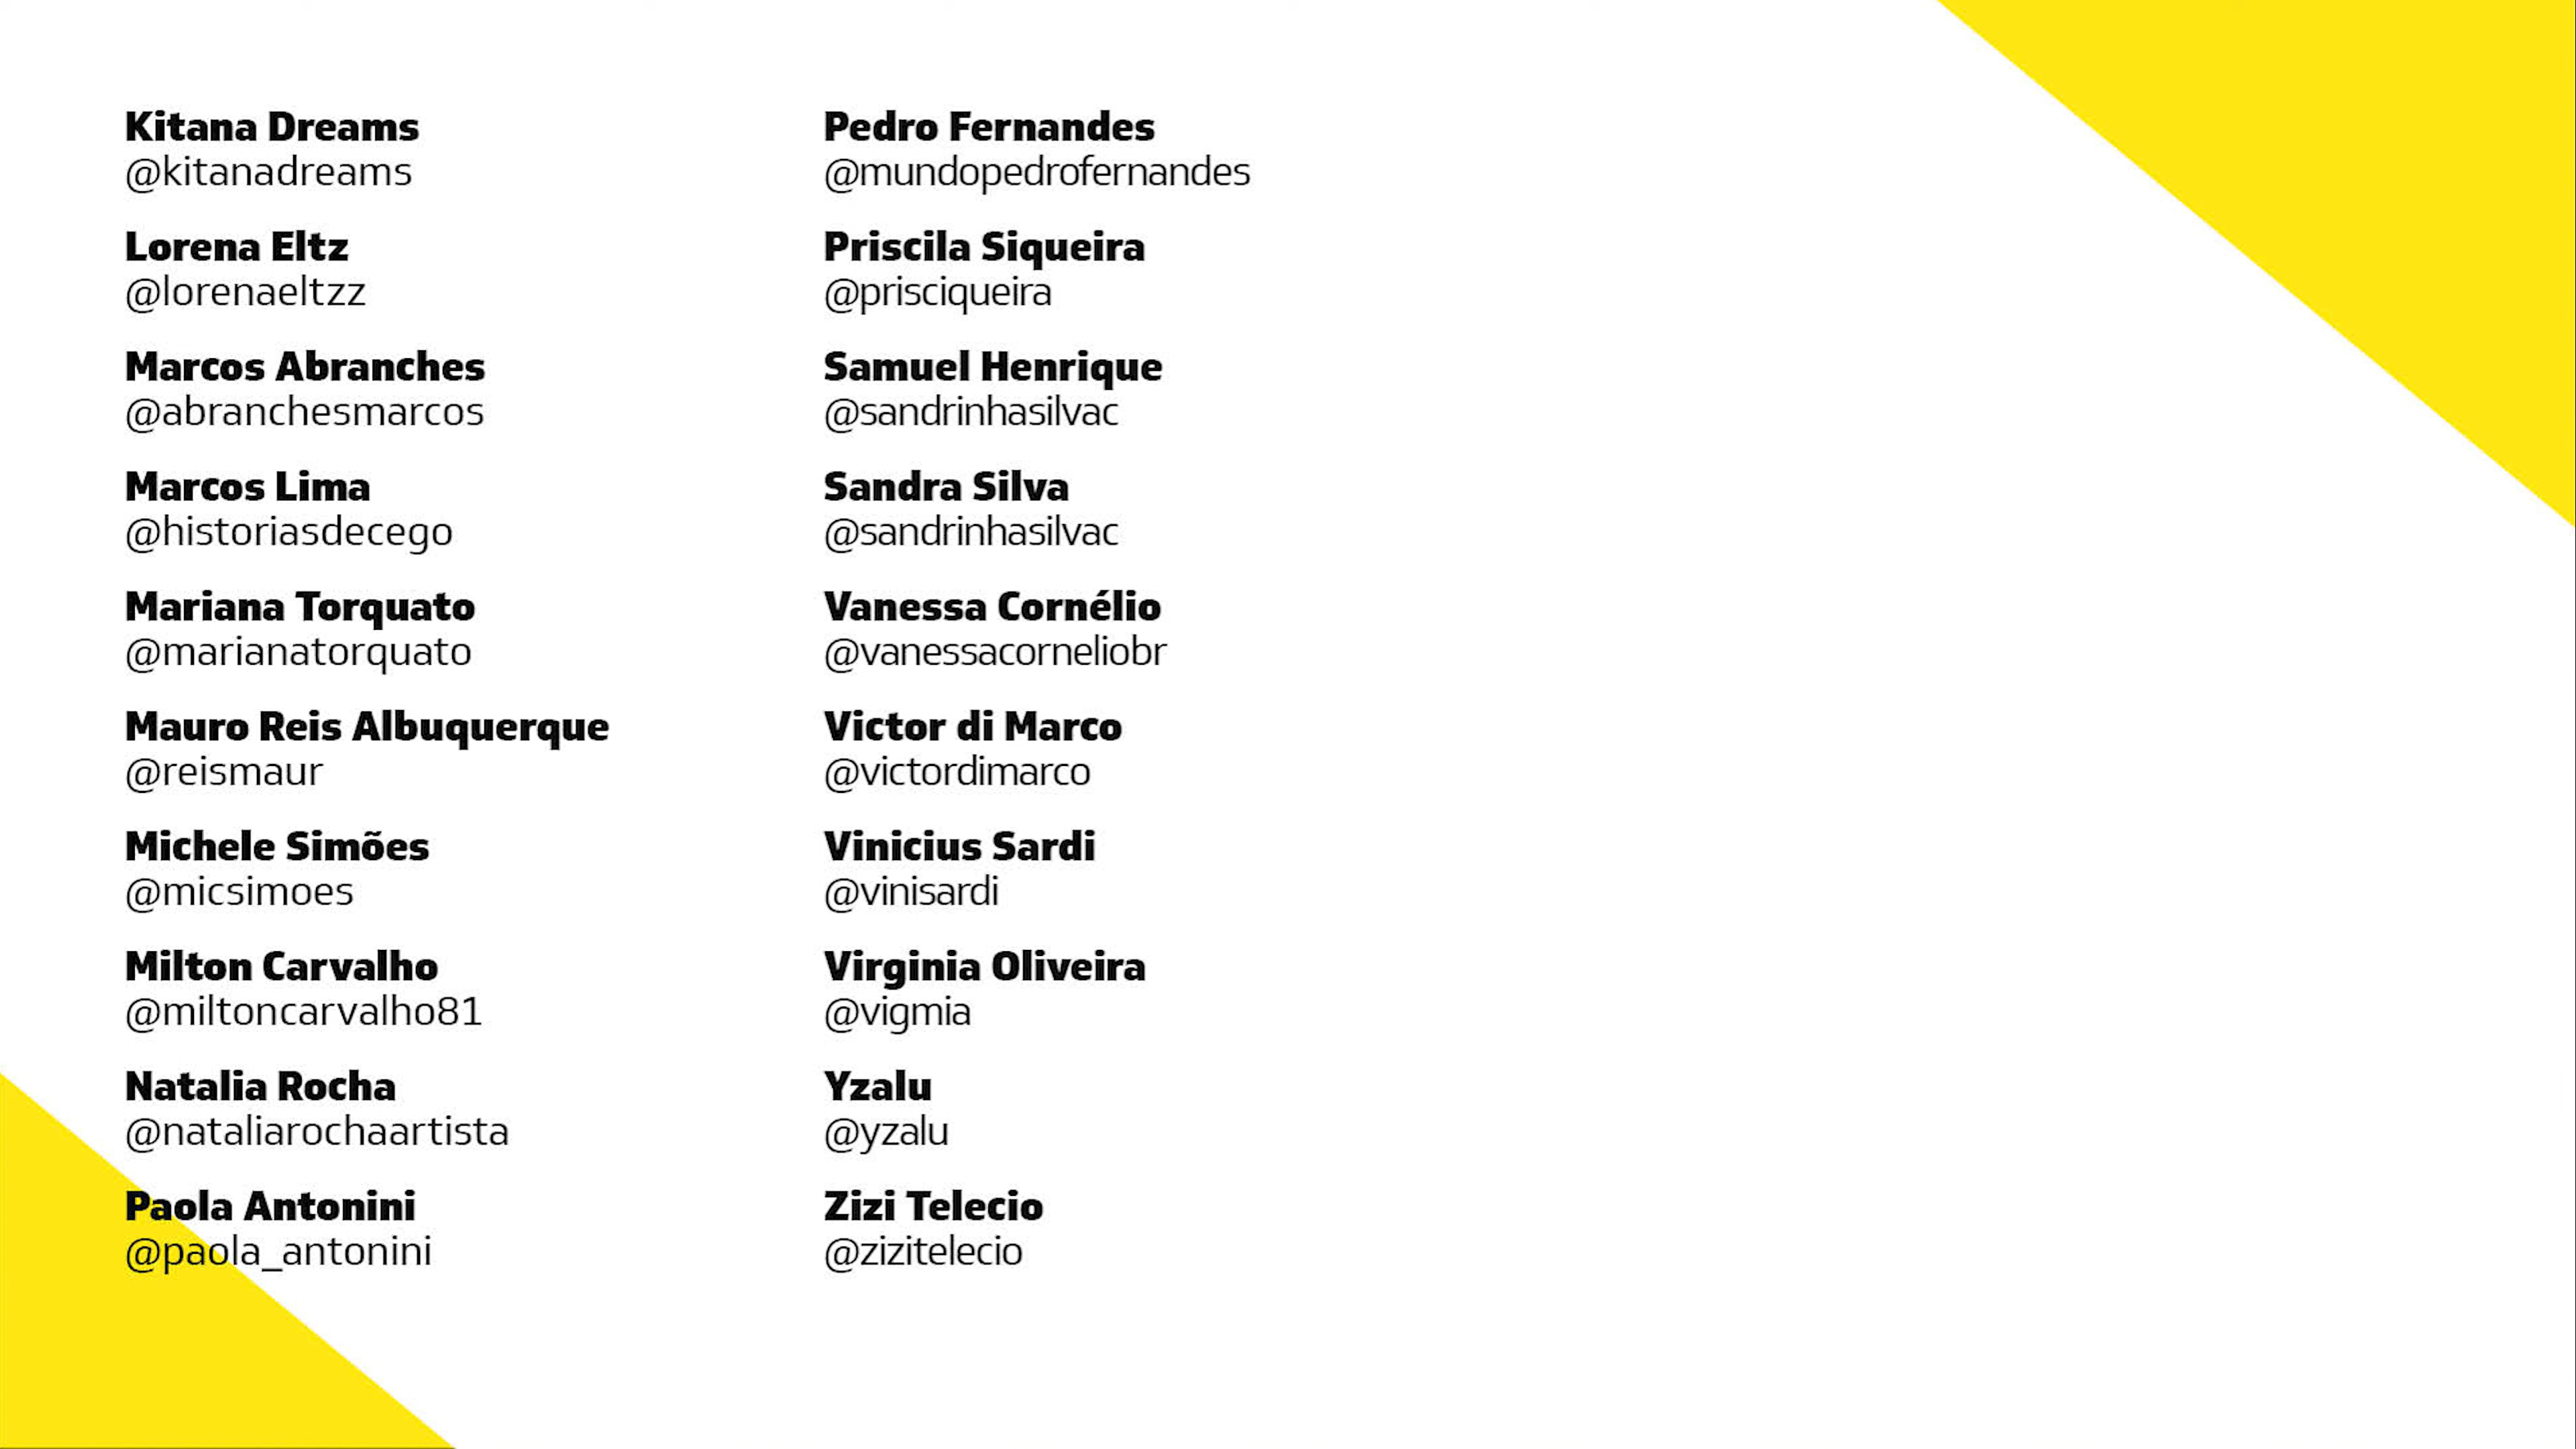 Kitana Dreams
@kitanadreams
Lorena Eltz
@lorenaeltzz
Marcos Abranches
@abranchesmarcos
Marcos Lima
@historiasdecego
Mariana Torquato
@marianatorquato
Mauro Reis Albuquerque
@reismaur
Michele Simões
@micsimoes
Milton Carvalho
@miltoncarvalho81
Natalia Rocha
@nataliarochaartista
Paola Antonini
@paola_antonini
Pedro Fernandes
@mundopedrofernandes
Priscila Siqueira
@prisciqueira
Samuel Henrique
@sandrinhasilvac
Sandra Silva
@sandrinhasilvac
Vanessa Cornélio
@vanessacorneliobr
Victor di Marco
@victordimarco
Vinicius Sardi
@vinisardi
Virginia Oliveira
@vigmia
Yzalu
@yzalu
Zizi Telecio
@zizitelecio